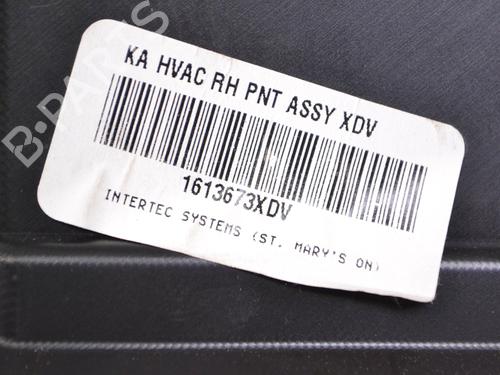 KA HVAC RH PNT ASSY XDV
1613673XDV
INTERTEC SYSTEMS (ST. MARY'S ON)
B-PARTS